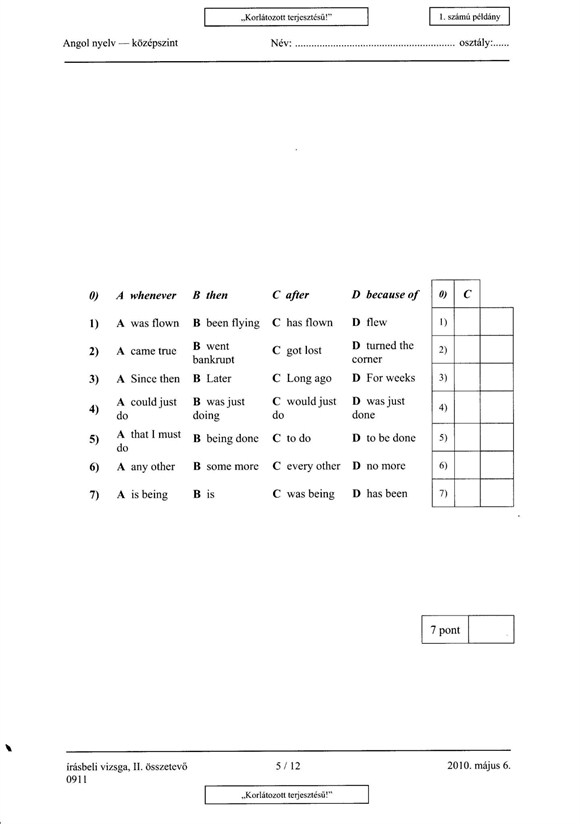 „Korlátozott terjesztésű!”
1. számú példány
Angol nyelv — középszint Név: .......................................................... osztály:......
0) A whenever B then C after D because of 0) C
1) A was flown B been flying C has flown D flew 1)
2) A came true B went bankrupt C got lost D turned the corner 2)
3) A Since then B Later C Long ago D For weeks 3)
4) A could just do B was just doing C would just do D was just done 4)
5) A that I must do B being done C to do D to be done 5)
6) A any other B some more C every other D no more 6)
7) A is being B is C was being D has been 7)
7 pont
írásbeli vizsga, II. összetevő 5 / 12 2010. május 6.
0911
„Korlátozott terjesztésű!”